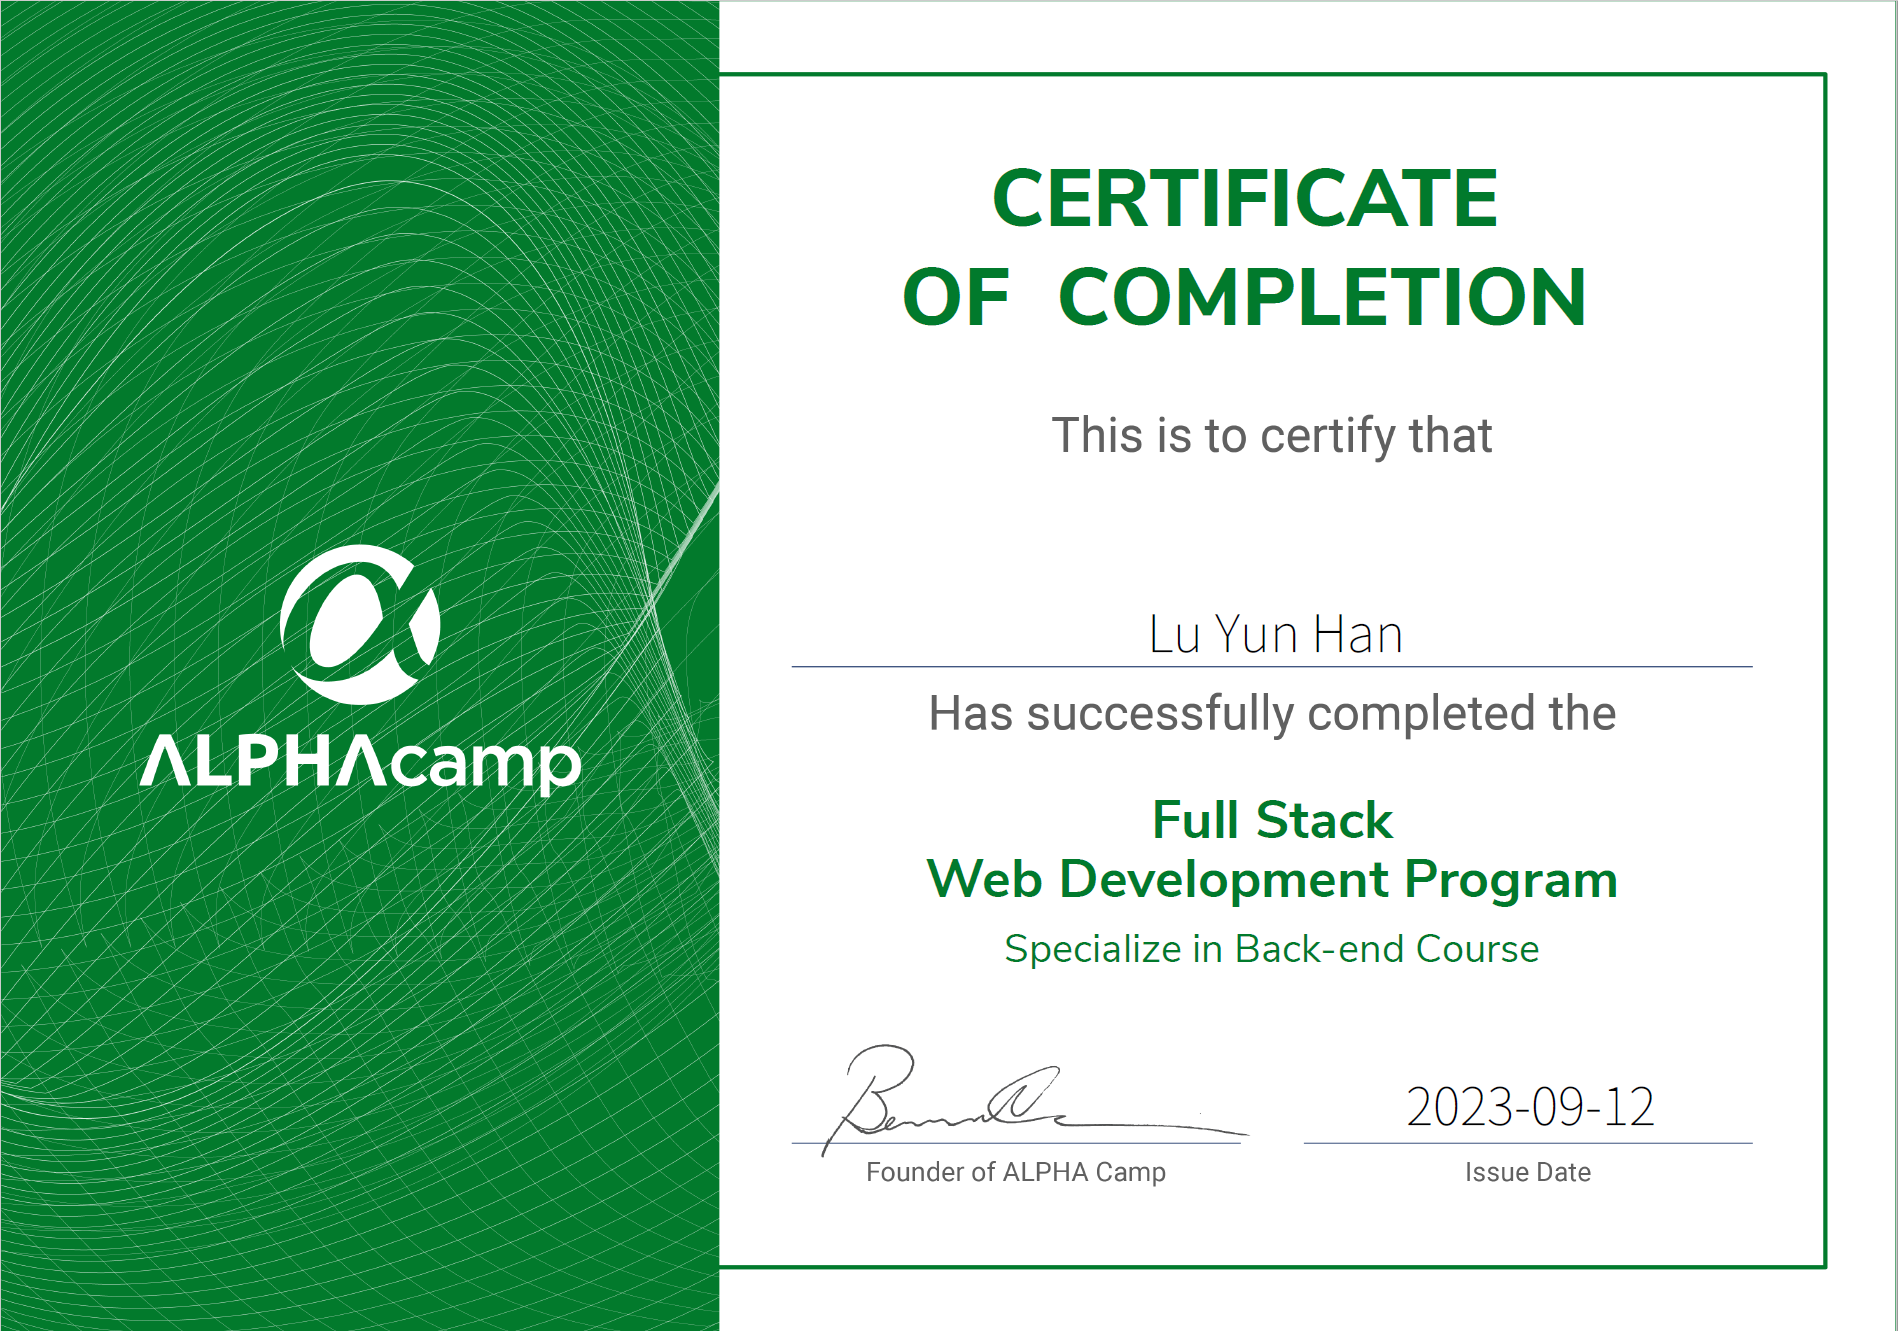 ALPHAcamp
CERTIFICATE
OF COMPLETION
This is to certify that
Lu Yun Han
Has successfully completed the
Full Stack
Web Development Program
Specialize in Back-end Course
2023-09-12
Founder of ALPHA Camp
Issue Date